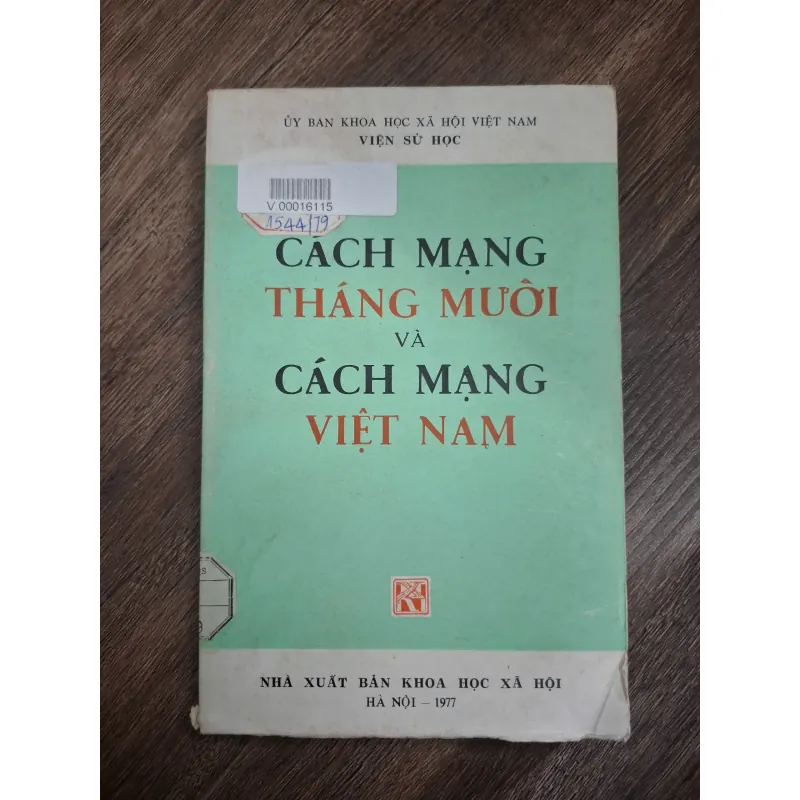 ỦY BAN KHOA HỌC XÃ HỘI VIỆT NAM
VIỆN SỬ HỌC
V 00016115
1544/79
CÁCH MẠNG
THÁNG MƯỜI
VÀ
CÁCH MẠNG
VIỆT NAM
NHÀ XUẤT BẢN KHOA HỌC XÃ HỘI
HÀ NỘI – 1977